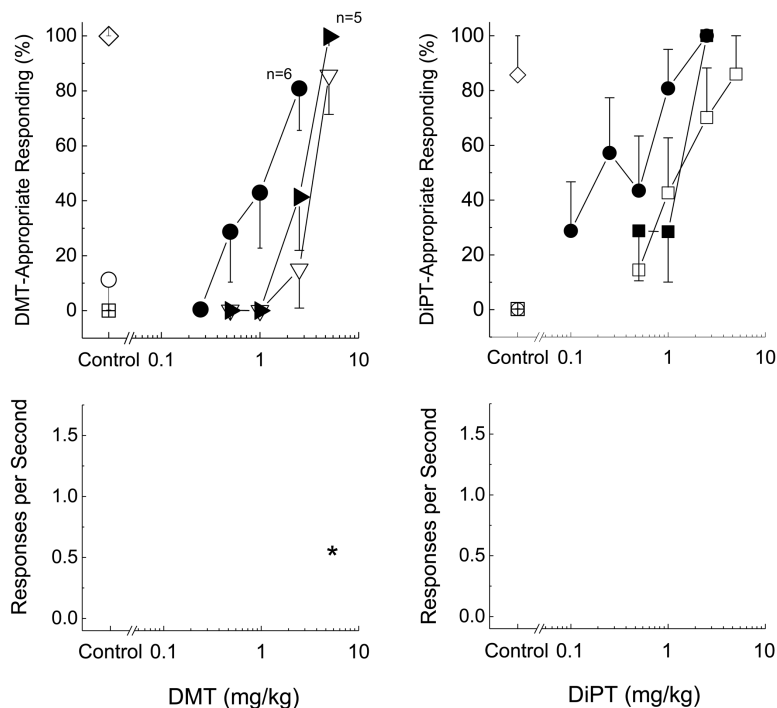 DMT-Appropriate Responding (%)
100
80
60
40
20
0
n=6
n=5
Control 0.1 1 10
DiPT-Appropriate Responding (%)
100
80
60
40
20
0
Control 0.1 1 10
Responses per Second
1.5
1.0
0.5
0.0
*
Control 0.1 1 10
DMT (mg/kg)
Responses per Second
1.5
1.0
0.5
0.0
Control 0.1 1 10
DiPT (mg/kg)